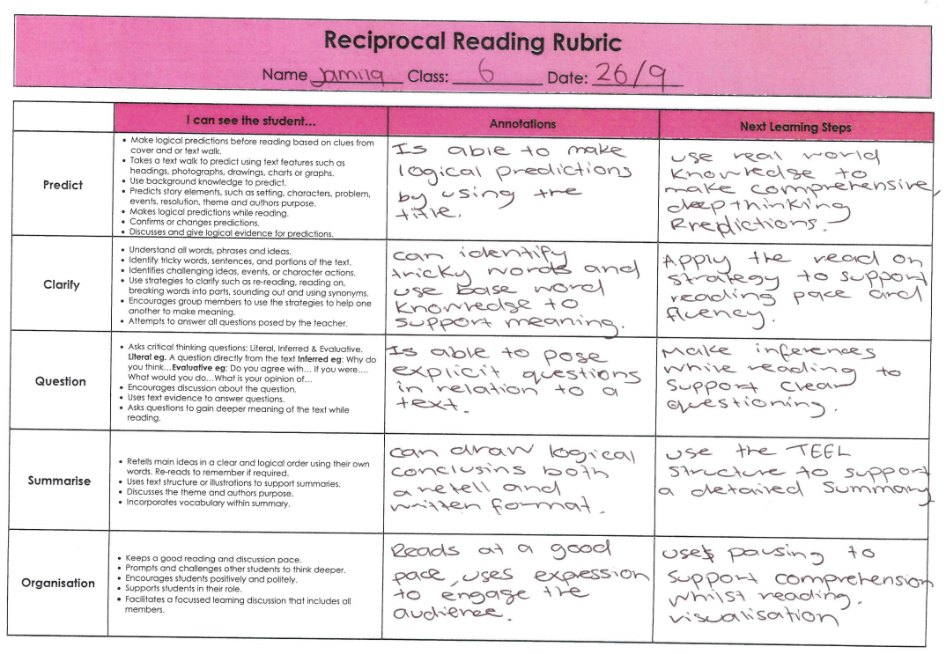 Reciprocal Reading Rubric
Name Jamila Class: 6 Date: 26/9
I can see the student...
Annotations
Next Learning Steps
Predict
• Make logical predictions before reading based on clues from
cover and or text walk.
• Takes a text walk to predict using text features such as
headings, photographs, drawings, charts or graphs.
• Use background knowledge to predict.
• Predicts story elements, such as setting, characters, problem,
events, resolution, theme and authors purpose.
• Makes logical predictions while reading.
• Confirms or changes predictions.
• Discusses and give logical evidence for predictions.
Is able to make
logical predictions
by using the
title.
use real world
knowledge to
make comprehensive,
deep thinking
Predictions.
Clarify
• Understand all words, phrases and ideas.
• Identify tricky words, sentences, and portions of the text.
• Identifies challenging ideas, events, or character actions.
• Use strategies to clarify such as re-reading, reading on,
breaking words into parts, sounding out and using synonyms.
• Encourages group members to use the strategies to help one
another to make meaning.
• Attempts to answer all questions posed by the teacher.
can identify
tricky words and
use base word
knowledge to
support meaning.
Apply the read on
strategy to support
reading pace and
fluency.
Question
• Asks critical thinking questions: Literal, Inferred & Evaluative.
Literal eg. A question directly from the text Inferred eg: Why do
you think...Evaluative eg: Do you agree with... If you were....
What would you do...What is your opinion of...
• Encourages discussion about the question.
• Uses text evidence to answer questions.
• Asks questions to gain deeper meaning of the text while
reading.
Is able to pose
explicit questions
in relation to a
text.
Make inferences
while reading to
support clear
questioning.
Summarise
• Retells main ideas in a clear and logical order using their own
words. Re-reads to remember if required.
• Uses text structure or illustrations to support summaries.
• Discusses the theme and authors purpose.
• Incorporates vocabulary within summary.
can draw logical
conclusins both
a retell and
written format.
use the TEEL
structure to support
a detailed Summary
Organisation
• Keeps a good reading and discussion pace.
• Prompts and challenges other students to think deeper.
• Encourages students positively and politely.
• Supports students in their role.
• Facilitates a focussed learning discussion that includes all
members.
Reads at a good
pace, uses expression
to engage the
audience.
uses pausing to
support comprehension
whilst reading.
visualisation